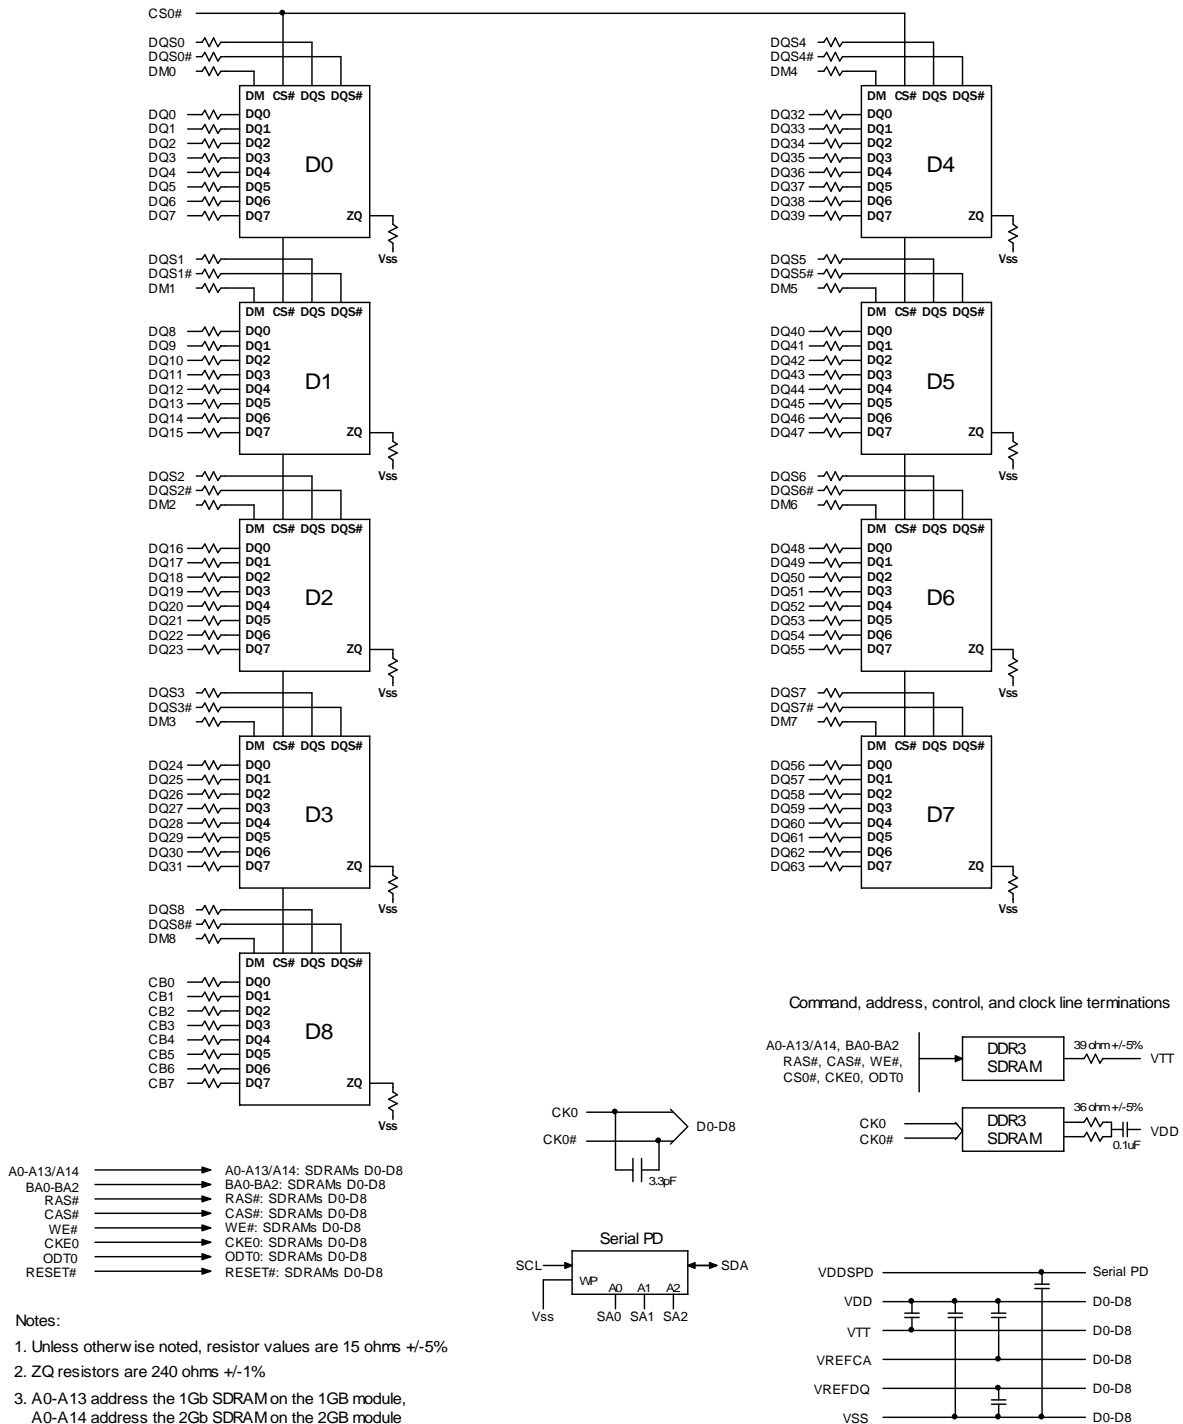 CS0#
DQS0
DQS0#
DM0
DM CS# DQS DQS#
DQ0 DQ0
DQ1 DQ1
DQ2 DQ2
DQ3 DQ3
DQ4 DQ4
DQ5 DQ5
DQ6 DQ6
DQ7 DQ7
D0
ZQ
Vss
DQS1
DQS1#
DM1
DM CS# DQS DQS#
DQ8 DQ0
DQ9 DQ1
DQ10 DQ2
DQ11 DQ3
DQ12 DQ4
DQ13 DQ5
DQ14 DQ6
DQ15 DQ7
D1
ZQ
Vss
DQS2
DQS2#
DM2
DM CS# DQS DQS#
DQ16 DQ0
DQ17 DQ1
DQ18 DQ2
DQ19 DQ3
DQ20 DQ4
DQ21 DQ5
DQ22 DQ6
DQ23 DQ7
D2
ZQ
Vss
DQS3
DQS3#
DM3
DM CS# DQS DQS#
DQ24 DQ0
DQ25 DQ1
DQ26 DQ2
DQ27 DQ3
DQ28 DQ4
DQ29 DQ5
DQ30 DQ6
DQ31 DQ7
D3
ZQ
Vss
DQS8
DQS8#
DM8
DM CS# DQS DQS#
CB0 DQ0
CB1 DQ1
CB2 DQ2
CB3 DQ3
CB4 DQ4
CB5 DQ5
CB6 DQ6
CB7 DQ7
D8
ZQ
Vss
DQS4
DQS4#
DM4
DM CS# DQS DQS#
DQ32 DQ0
DQ33 DQ1
DQ34 DQ2
DQ35 DQ3
DQ36 DQ4
DQ37 DQ5
DQ38 DQ6
DQ39 DQ7
D4
ZQ
Vss
DQS5
DQS5#
DM5
DM CS# DQS DQS#
DQ40 DQ0
DQ41 DQ1
DQ42 DQ2
DQ43 DQ3
DQ44 DQ4
DQ45 DQ5
DQ46 DQ6
DQ47 DQ7
D5
ZQ
Vss
DQS6
DQS6#
DM6
DM CS# DQS DQS#
DQ48 DQ0
DQ49 DQ1
DQ50 DQ2
DQ51 DQ3
DQ52 DQ4
DQ53 DQ5
DQ54 DQ6
DQ55 DQ7
D6
ZQ
Vss
DQS7
DQS7#
DM7
DM CS# DQS DQS#
DQ56 DQ0
DQ57 DQ1
DQ58 DQ2
DQ59 DQ3
DQ60 DQ4
DQ61 DQ5
DQ62 DQ6
DQ63 DQ7
D7
ZQ
Vss
Command, address, control, and clock line terminations
A0-A13/A14, BA0-BA2
RAS#, CAS#, WE#,
CS0#, CKE0, ODT0
DDR3
SDRAM
39 ohm +/-5%
VTT
CK0
CK0#
DDR3
SDRAM
36 ohm +/-5%
0.1uF
VDD
CK0
CK0#
D0-D8
3.3pF
A0-A13/A14 A0-A13/A14: SDRAMs D0-D8
BA0-BA2 BA0-BA2: SDRAMs D0-D8
RAS# RAS#: SDRAMs D0-D8
CAS# CAS#: SDRAMs D0-D8
WE# WE#: SDRAMs D0-D8
CKE0 CKE0: SDRAMs D0-D8
ODT0 ODT0: SDRAMs D0-D8
RESET# RESET#: SDRAMs D0-D8
Serial PD
SCL
SDA
WP
A0 A1 A2
Vss SA0 SA1 SA2
VDDSPD Serial PD
VDD D0-D8
VTT D0-D8
VREFCA D0-D8
VREFDQ D0-D8
VSS D0-D8
Notes:
1. Unless otherwise noted, resistor values are 15 ohms +/-5%
2. ZQ resistors are 240 ohms +/-1%
3. A0-A13 address the 1Gb SDRAM on the 1GB module,
A0-A14 address the 2Gb SDRAM on the 2GB module